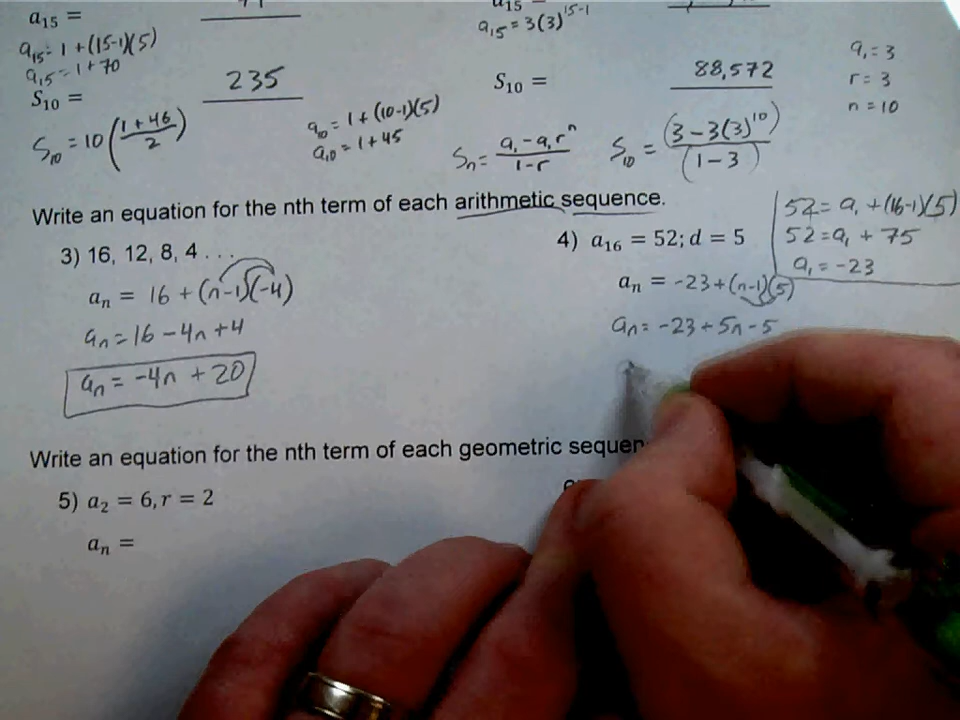 a15 =
a15 = 1 + (15-1)(5)
a15 = 1 + 70
S10 =
235
S10 = 10 ( (1 + 46) / 2 )
a10 = 1 + (10-1)(5)
a10 = 1 + 45
a15 = 3(3)^15-1
S10 =
88,572
a1 = 3
r = 3
n = 10
Sn = (a1 - a1r^n) / (1-r)
S10 = (3 - 3(3)^10) / (1 - 3)
Write an equation for the nth term of each arithmetic sequence.
3) 16, 12, 8, 4 . . .
an = 16 + (n-1)(-4)
an = 16 - 4n + 4
an = -4n + 20
4) a16 = 52; d = 5
52 = a1 + (16-1)(5)
52 = a1 + 75
a1 = -23
an = -23 + (n-1)(5)
an = -23 + 5n - 5
Write an equation for the nth term of each geometric
5) a2 = 6, r = 2
an =